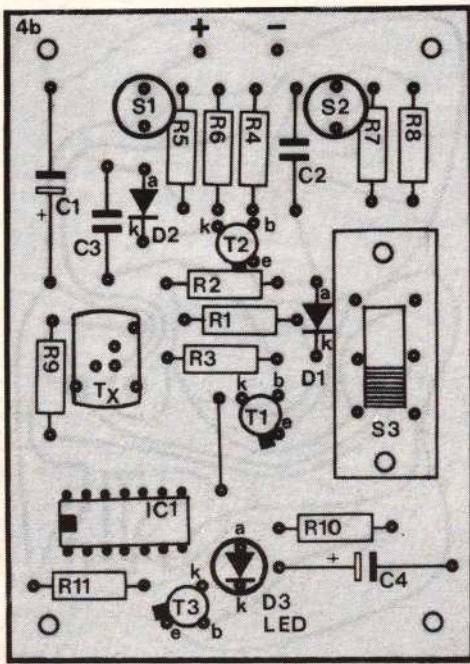 4b
+ -
S1
S2
R5
R6
R4
R7
R8
C2
a
C1
+
C3
k
D2
k
b
T2
e
R2
a
R1
D1
k
R9
TX
R3
k
b
T1
e
S3
IC1
R10
a
+
C4
R11
k
T3
e
b
k
D3
LED